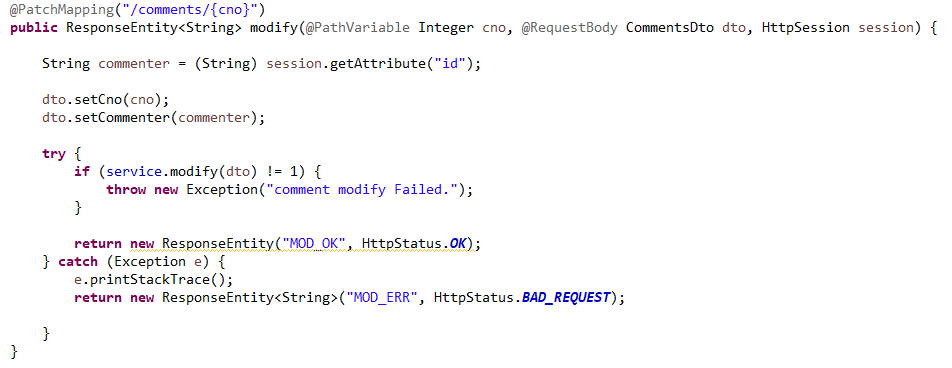 @PatchMapping("/comments/{cno}")
public ResponseEntity<String> modify(@PathVariable Integer cno, @RequestBody CommentsDto dto, HttpSession session) {
String commenter = (String) session.getAttribute("id");
dto.setCno(cno);
dto.setCommenter(commenter);
try {
if (service.modify(dto) != 1) {
throw new Exception("comment modify Failed.");
}
return new ResponseEntity("MOD_OK", HttpStatus.OK);
} catch (Exception e) {
e.printStackTrace();
return new ResponseEntity<String>("MOD_ERR", HttpStatus.BAD_REQUEST);
}
}